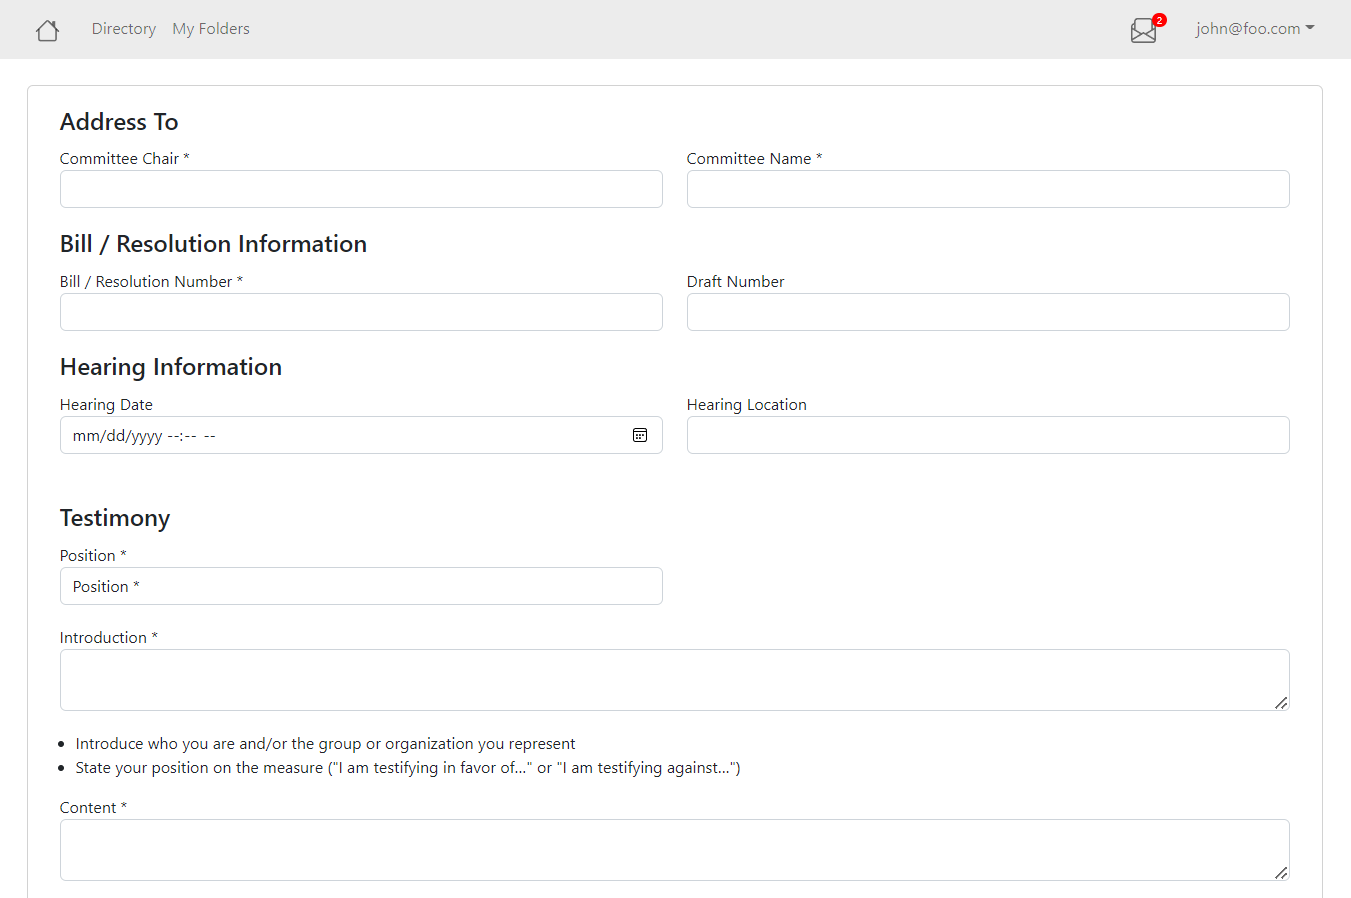 Directory My Folders 2 john@foo.com
Address To
Committee Chair * Committee Name *
Bill / Resolution Information
Bill / Resolution Number * Draft Number
Hearing Information
Hearing Date Hearing Location
mm/dd/yyyy --:-- --
Testimony
Position *
Position *
Introduction *
• Introduce who you are and/or the group or organization you represent
• State your position on the measure ("I am testifying in favor of..." or "I am testifying against...")
Content *